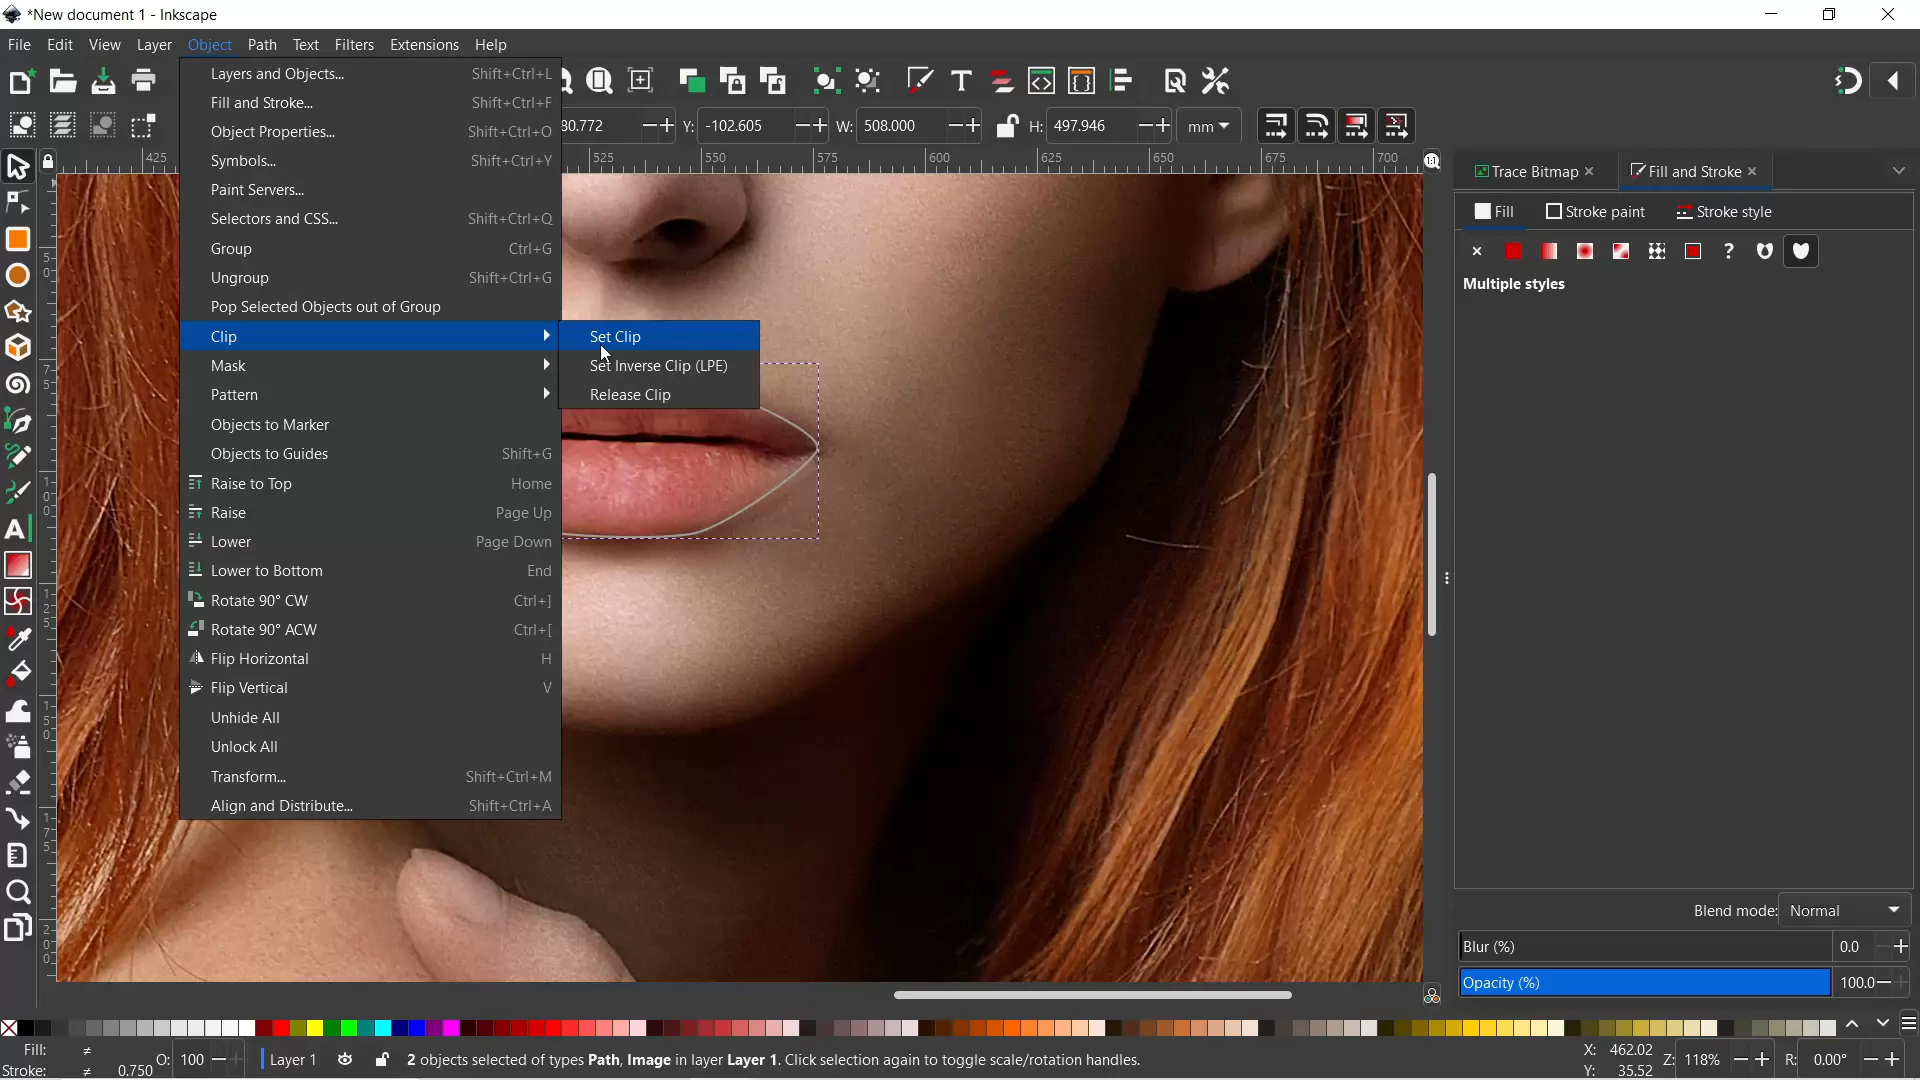 *New document 1 - Inkscape
File Edit View Layer Object Path Text Filters Extensions Help
Layers and Objects... Shift+Ctrl+L
Fill and Stroke... Shift+Ctrl+F
Object Properties... Shift+Ctrl+O
80.772 Y: -102.605 W: 508.000 H: 497.946 mm
Symbols... Shift+Ctrl+Y
425 525 550 575 600 625 650 675 700
Trace Bitmap Fill and Stroke
Paint Servers...
Selectors and CSS... Shift+Ctrl+Q
Fill Stroke paint Stroke style
Group Ctrl+G
Ungroup Shift+Ctrl+G
Multiple styles
Pop Selected Objects out of Group
Clip Set Clip
Mask Set Inverse Clip (LPE)
Pattern Release Clip
Objects to Marker
Objects to Guides Shift+G
Raise to Top Home
Raise Page Up
Lower Page Down
Lower to Bottom End
Rotate 90° CW Ctrl+]
Rotate 90° ACW Ctrl+[
Flip Horizontal H
Flip Vertical V
Unhide All
Unlock All
Transform... Shift+Ctrl+M
Align and Distribute... Shift+Ctrl+A
Blend mode: Normal
Blur (%) 0.0
Opacity (%) 100.0
Fill: ≠ O: 100 Layer 1 2 objects selected of types Path, Image in layer Layer 1. Click selection again to toggle scale/rotation handles. X: 462.02 Z: 118% R: 0.00°
Stroke: ≠ 0.750 Y: 35.52